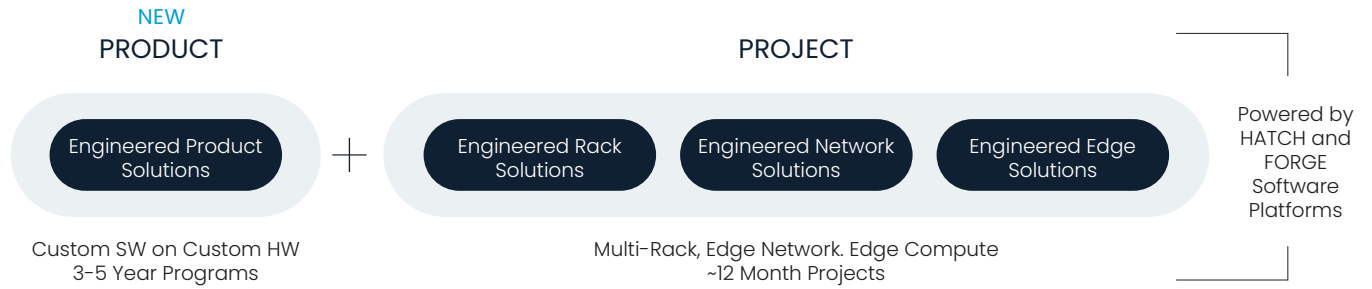 NEW
PRODUCT
Engineered Product
Solutions
Custom SW on Custom HW
3-5 Year Programs
PROJECT
Engineered Rack
Solutions
Engineered Network
Solutions
Engineered Edge
Solutions
Multi-Rack, Edge Network. Edge Compute
~12 Month Projects
Powered by
HATCH and
FORGE
Software
Platforms